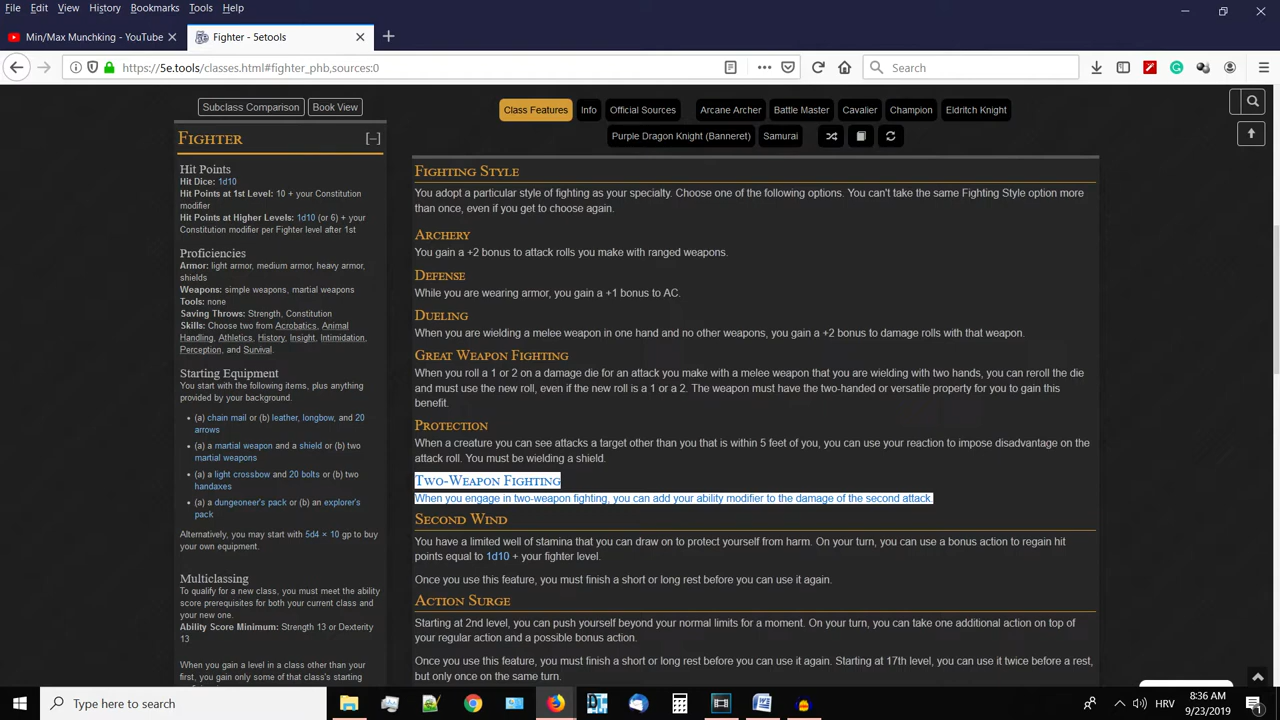 File Edit View History Bookmarks Tools Help
Min/Max Munchking - YouTube
Fighter - 5etools
https://5e.tools/classes.html#fighter_phb,sources:0
Search
Subclass Comparison Book View
Class Features Info Official Sources Arcane Archer Battle Master Cavalier Champion Eldritch Knight
Purple Dragon Knight (Banneret) Samurai
FIGHTER [–]
Hit Points
Hit Dice: 1d10
Hit Points at 1st Level: 10 + your Constitution
modifier
Hit Points at Higher Levels: 1d10 (or 6) + your
Constitution modifier per Fighter level after 1st
Proficiencies
Armor: light armor, medium armor, heavy armor,
shields
Weapons: simple weapons, martial weapons
Tools: none
Saving Throws: Strength, Constitution
Skills: Choose two from Acrobatics, Animal
Handling, Athletics, History, Insight, Intimidation,
Perception, and Survival.
Starting Equipment
You start with the following items, plus anything
provided by your background.
• (a) chain mail or (b) leather, longbow, and 20
arrows
• (a) a martial weapon and a shield or (b) two
martial weapons
• (a) a light crossbow and 20 bolts or (b) two
handaxes
• (a) a dungeoneer's pack or (b) an explorer's
pack
Alternatively, you may start with 5d4 × 10 gp to buy
your own equipment.
Multiclassing
To qualify for a new class, you must meet the ability
score prerequisites for both your current class and
your new one.
Ability Score Minimum: Strength 13 or Dexterity
13
When you gain a level in a class other than your
first, you gain only some of that class's starting
FIGHTING STYLE
You adopt a particular style of fighting as your specialty. Choose one of the following options. You can't take the same Fighting Style option more
than once, even if you get to choose again.
ARCHERY
You gain a +2 bonus to attack rolls you make with ranged weapons.
DEFENSE
While you are wearing armor, you gain a +1 bonus to AC.
DUELING
When you are wielding a melee weapon in one hand and no other weapons, you gain a +2 bonus to damage rolls with that weapon.
GREAT WEAPON FIGHTING
When you roll a 1 or 2 on a damage die for an attack you make with a melee weapon that you are wielding with two hands, you can reroll the die
and must use the new roll, even if the new roll is a 1 or a 2. The weapon must have the two-handed or versatile property for you to gain this
benefit.
PROTECTION
When a creature you can see attacks a target other than you that is within 5 feet of you, you can use your reaction to impose disadvantage on the
attack roll. You must be wielding a shield.
TWO-WEAPON FIGHTING
When you engage in two-weapon fighting, you can add your ability modifier to the damage of the second attack.
SECOND WIND
You have a limited well of stamina that you can draw on to protect yourself from harm. On your turn, you can use a bonus action to regain hit
points equal to 1d10 + your fighter level.
Once you use this feature, you must finish a short or long rest before you can use it again.
ACTION SURGE
Starting at 2nd level, you can push yourself beyond your normal limits for a moment. On your turn, you can take one additional action on top of
your regular action and a possible bonus action.
Once you use this feature, you must finish a short or long rest before you can use it again. Starting at 17th level, you can use it twice before a rest,
but only once on the same turn.
Type here to search
HRV
8:36 AM
9/23/2019